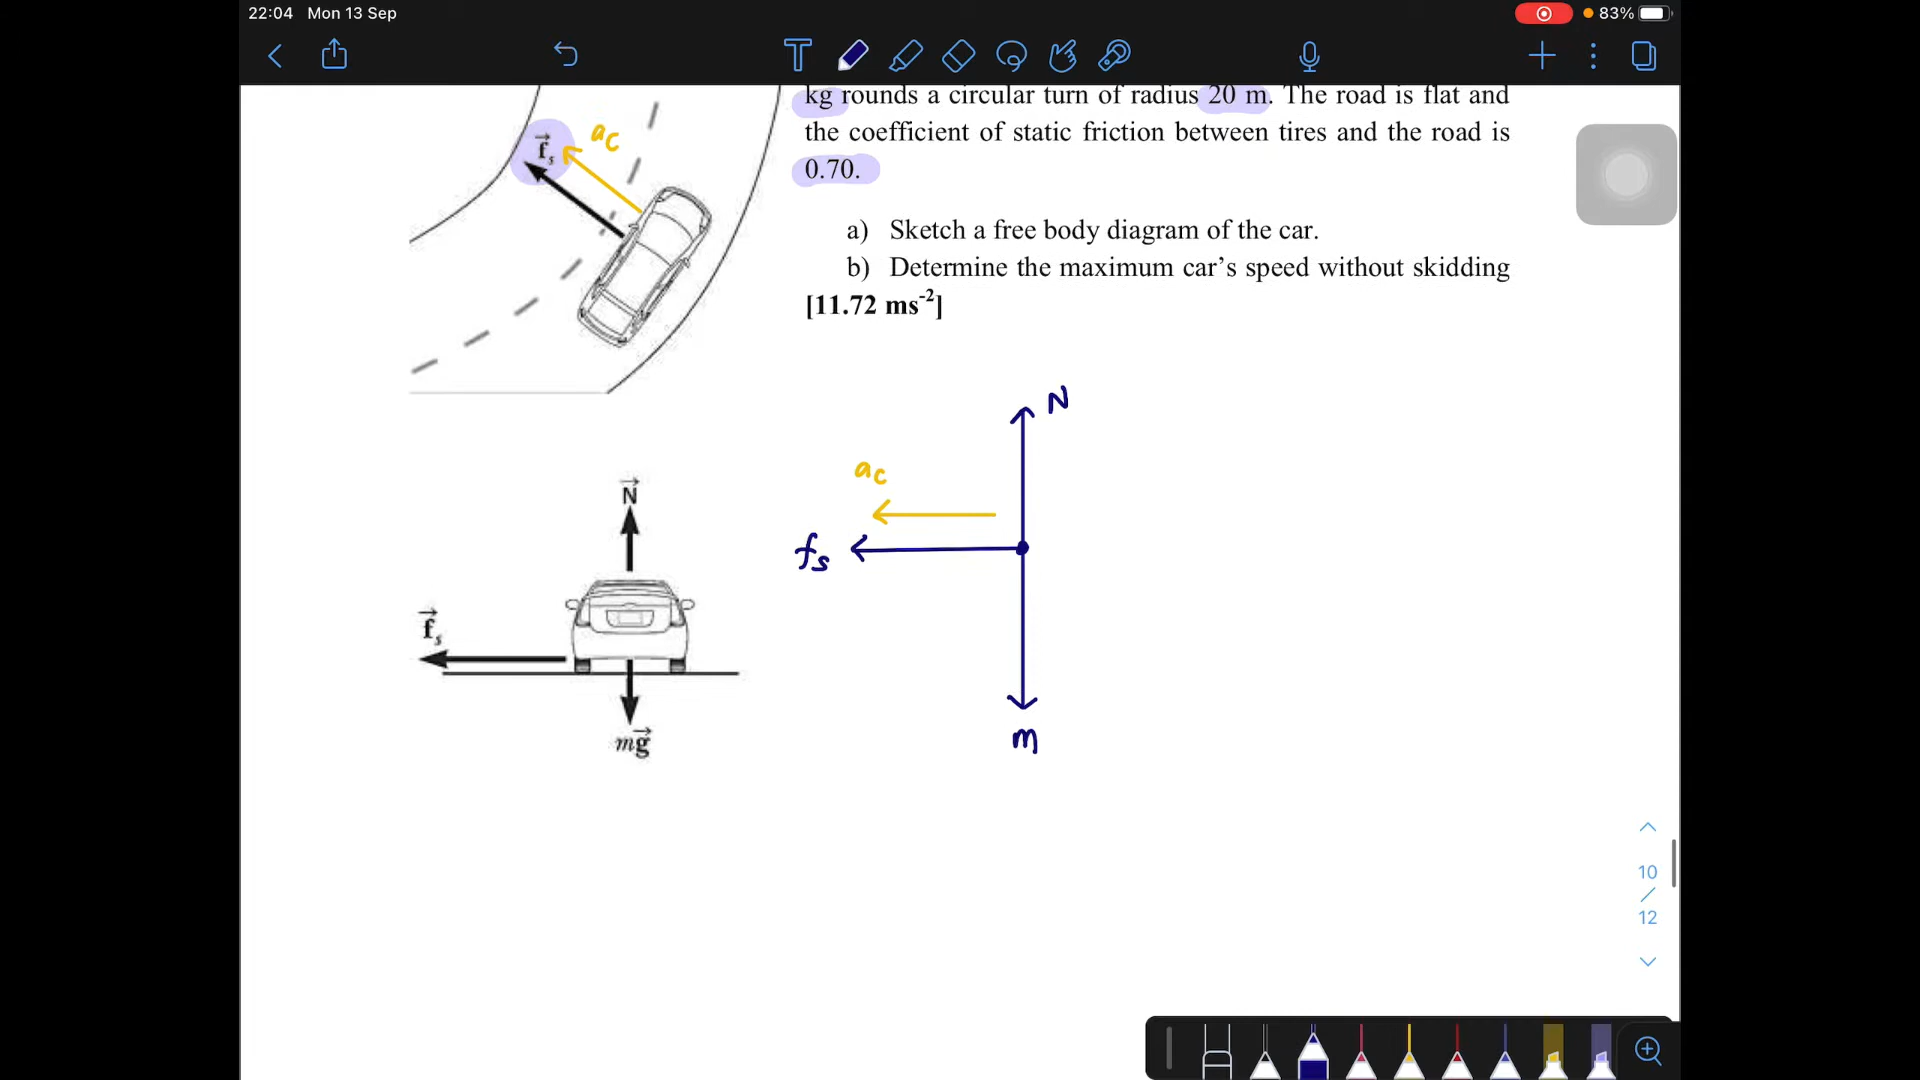 22:04 Mon 13 Sep
83%
kg rounds a circular turn of radius 20 m. The road is flat and
the coefficient of static friction between tires and the road is
0.70.
a) Sketch a free body diagram of the car.
b) Determine the maximum car's speed without skidding
[11.72 ms⁻²]
f⃗s
ac
N
ac
fs
m
N⃗
f⃗s
mg⃗
10
/
12